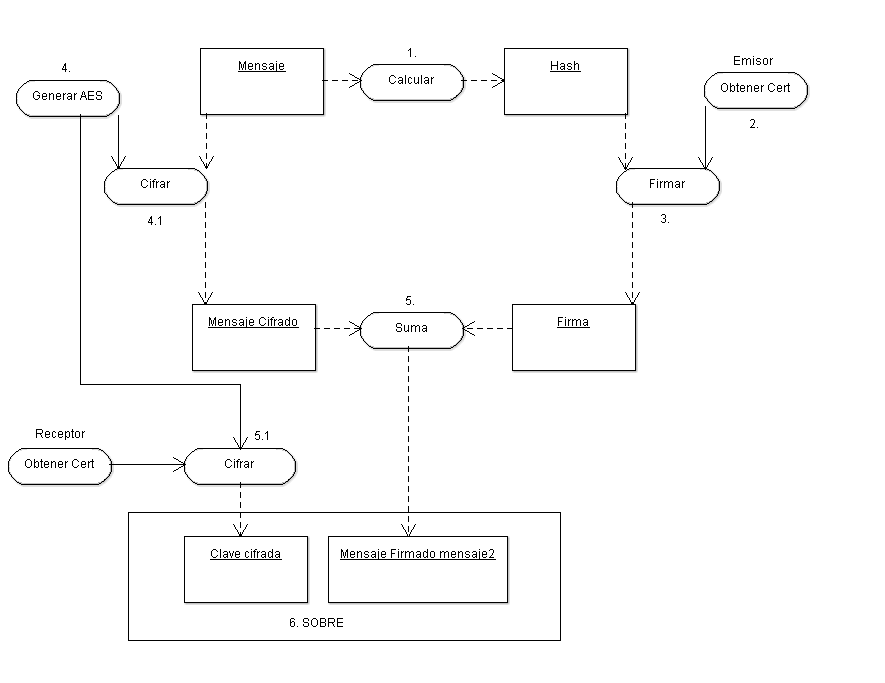 1.
Emisor
4.
Mensaje
Hash
Calcular
Obtener Cert
Generar AES
2.
Cifrar
Firmar
4.1
3.
5.
Mensaje Cifrado
Firma
Suma
Receptor
5.1
Obtener Cert
Cifrar
Clave cifrada
Mensaje Firmado mensaje2
6. SOBRE